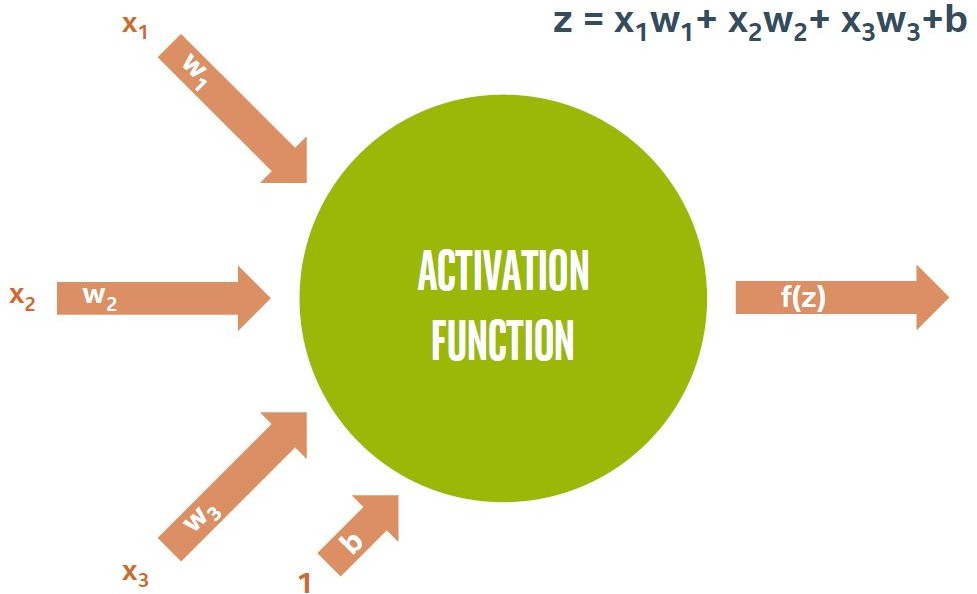 z = x₁w₁+ x₂w₂+ x₃w₃+b
x₁
w₁
x₂
w₂
ACTIVATION
FUNCTION
f(z)
w₃
x₃
b
1